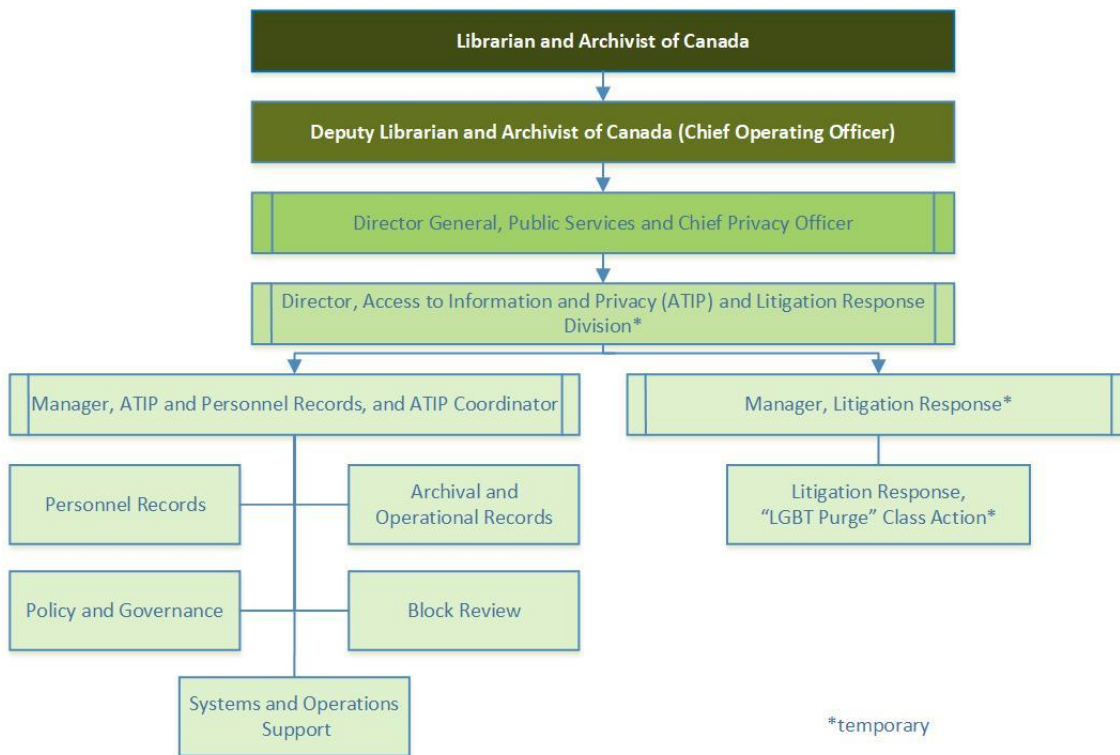 Librarian and Archivist of Canada
Deputy Librarian and Archivist of Canada (Chief Operating Officer)
Director General, Public Services and Chief Privacy Officer
Director, Access to Information and Privacy (ATIP) and Litigation Response
Division*
Manager, ATIP and Personnel Records, and ATIP Coordinator
Manager, Litigation Response*
Personnel Records
Archival and
Operational Records
Litigation Response,
“LGBT Purge” Class Action*
Policy and Governance
Block Review
Systems and Operations
Support
*temporary